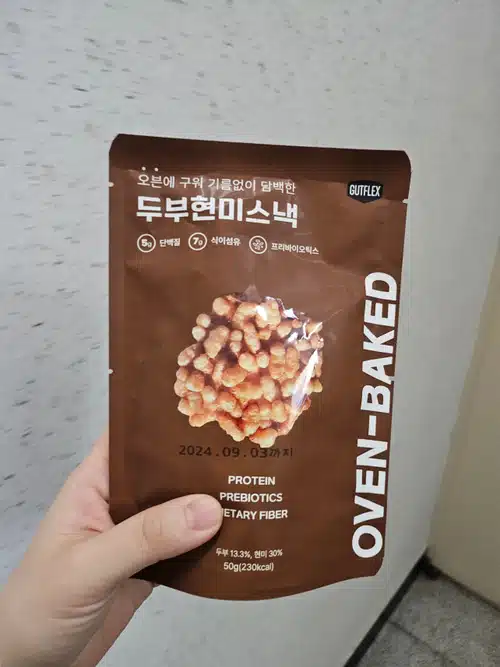 오븐에 구워 기름없이 담백한
GUTFLEX
두부현미스낵
5g 단백질 7g 식이섬유 프리바이오틱스
OVEN-BAKED
2024.09.03까지
PROTEIN
PREBIOTICS
ETARY FIBER
두부 13.3%, 현미 30%
50g(230kcal)